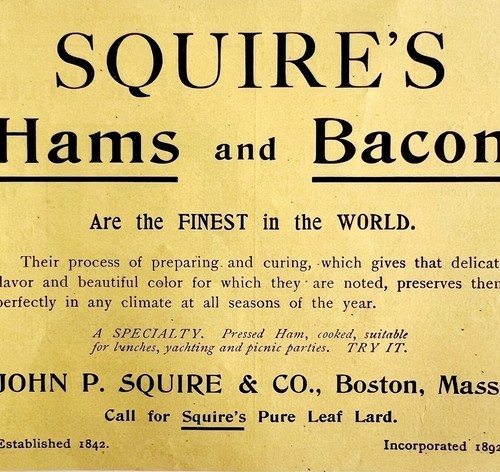 SQUIRE'S
Hams and Bacon
Are the FINEST in the WORLD.
Their process of preparing and curing, which gives that delicat
lavor and beautiful color for which they are noted, preserves them
perfectly in any climate at all seasons of the year.
A SPECIALTY. Pressed Ham, cooked, suitable
for lunches, yachting and picnic parties. TRY IT.
JOHN P. SQUIRE & CO., Boston, Mass
Call for Squire's Pure Leaf Lard.
Established 1842.
Incorporated 1892